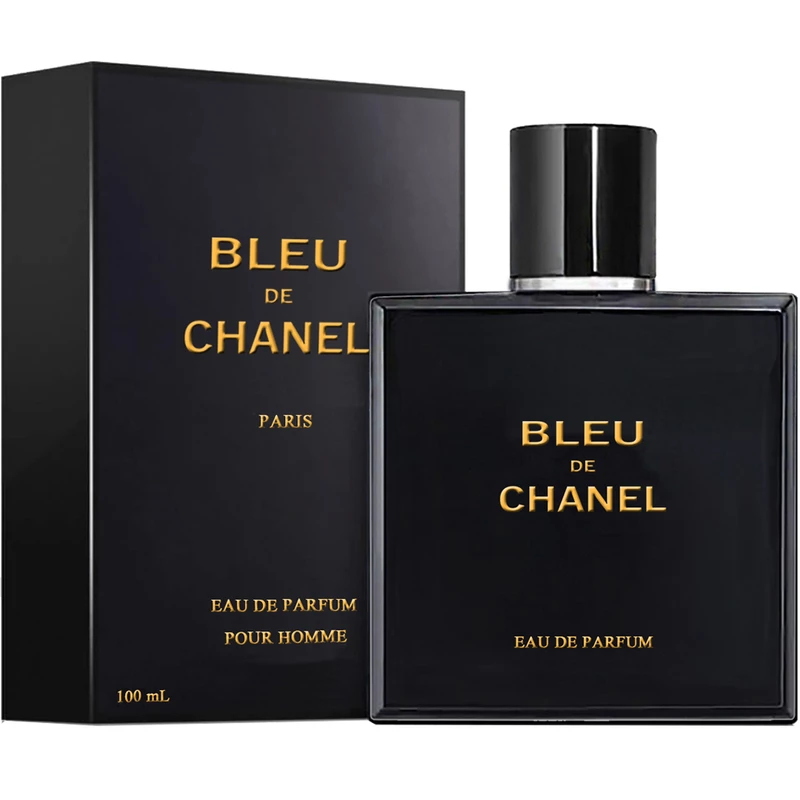 BLEU
DE
CHANEL
PARIS
EAU DE PARFUM
POUR HOMME
100 mL
BLEU
DE
CHANEL
EAU DE PARFUM